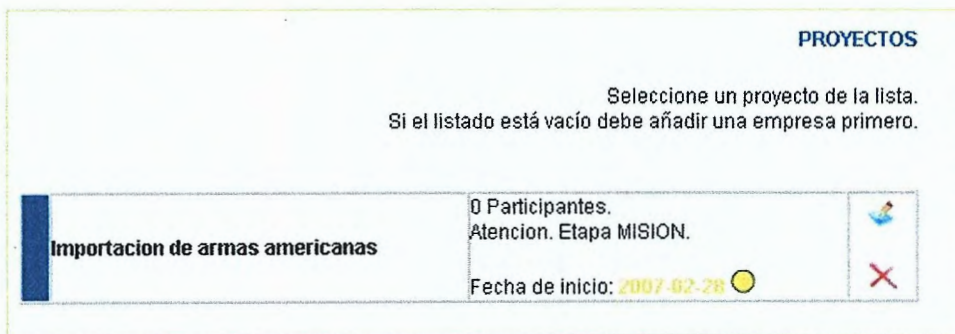 PROYECTOS
Seleccione un proyecto de la lista.
Si el listado está vacío debe añadir una empresa primero.
Importacion de armas americanas
0 Participantes.
Atencion. Etapa MISION.
Fecha de inicio: 2007-02-28